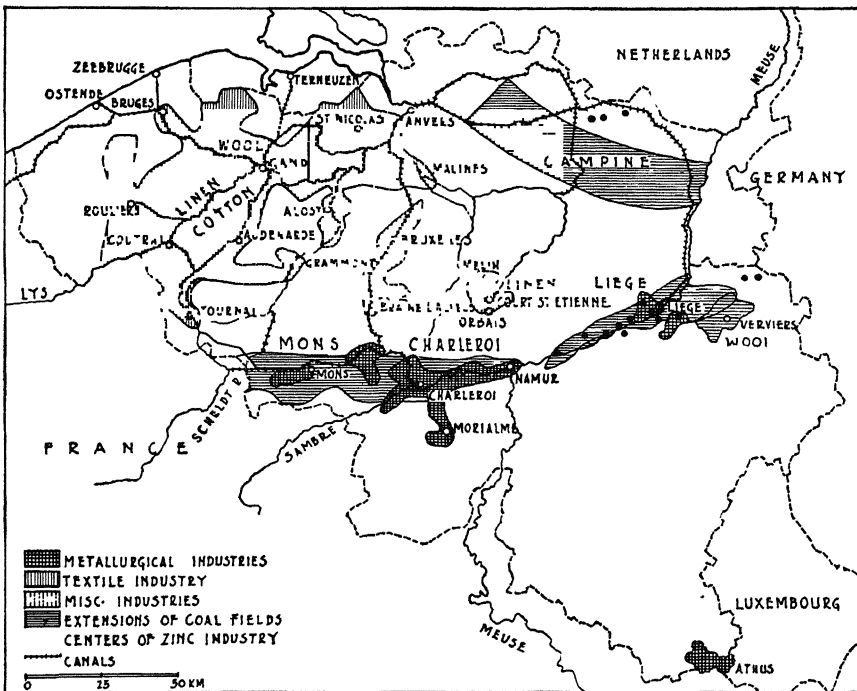 NETHERLANDS
MEUSE
ZEEBRUGGE
TERNEUZEN
OSTENDE
BRUGES
ST NICOLAS
ANVERS
WOOL
GAND
MALINES
CAMPINE
GERMANY
LINEN
COTTON
ROULERS
ALOST
COURTRAI
AUDENARDE
BRUXELLES
GRAMMONT
LYS
LINEN
LIEGE
TOURNAI
BRAINE LALLEUD
COURT ST ETIENNE
LIEGE
ORBAIS
VERVIERS
WOOL
MONS
CHARLEROI
MONS
NAMUR
CHARLEROI
SCHELDT R
MORIALME
FRANCE
SAMBRE
METALLURGICAL INDUSTRIES
TEXTILE INDUSTRY
MISC. INDUSTRIES
EXTENSIONS OF COAL FIELDS
CENTERS OF ZINC INDUSTRY
CANALS
0 25 50 KM
LUXEMBOURG
MEUSE
ATHUS